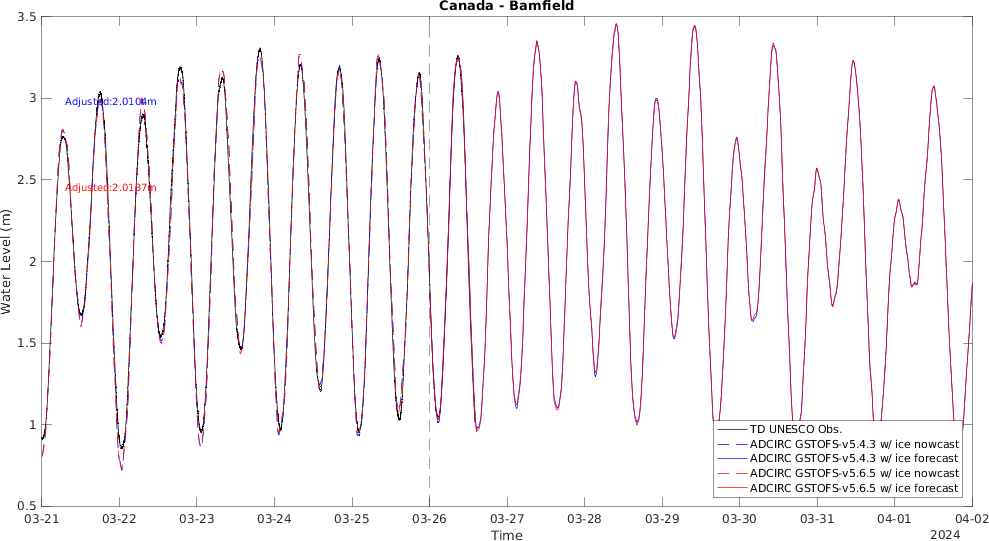 Canada - Bamfield
3.5
3
2.5
2
1.5
1
0.5
Water Level (m)
Adjusted:2.0104m
Adjusted:2.0187m
TD UNESCO Obs.
ADCIRC GSTOFS-v5.4.3 w/ ice nowcast
ADCIRC GSTOFS-v5.4.3 w/ ice forecast
ADCIRC GSTOFS-v5.6.5 w/ ice nowcast
ADCIRC GSTOFS-v5.6.5 w/ ice forecast
03-21 03-22 03-23 03-24 03-25 03-26 03-27 03-28 03-29 03-30 03-31 04-01 04-02
Time
2024